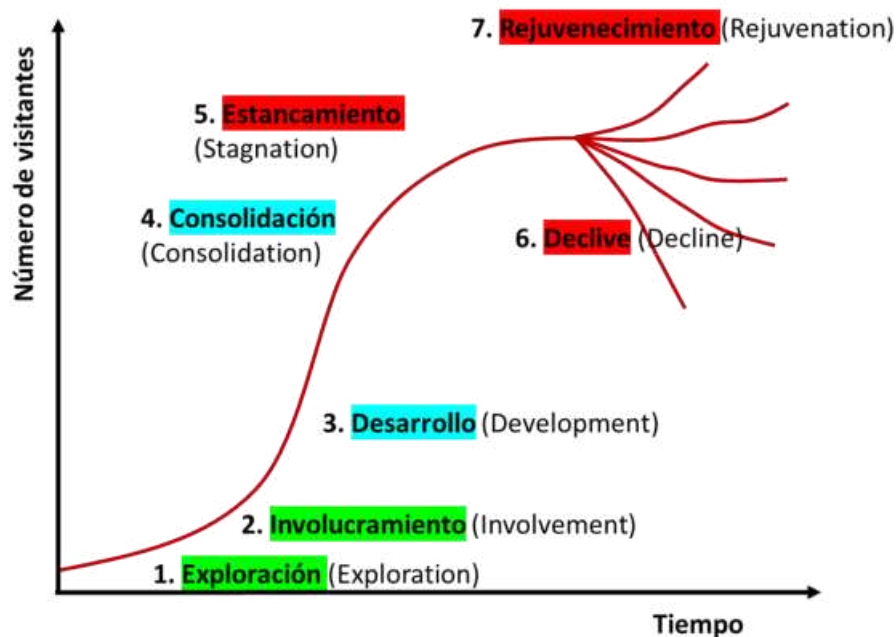 7. Rejuvenecimiento (Rejuvenation)
5. Estancamiento
(Stagnation)
4. Consolidación
(Consolidation)
6. Declive (Decline)
Número de visitantes
3. Desarrollo (Development)
2. Involucramiento (Involvement)
1. Exploración (Exploration)
Tiempo